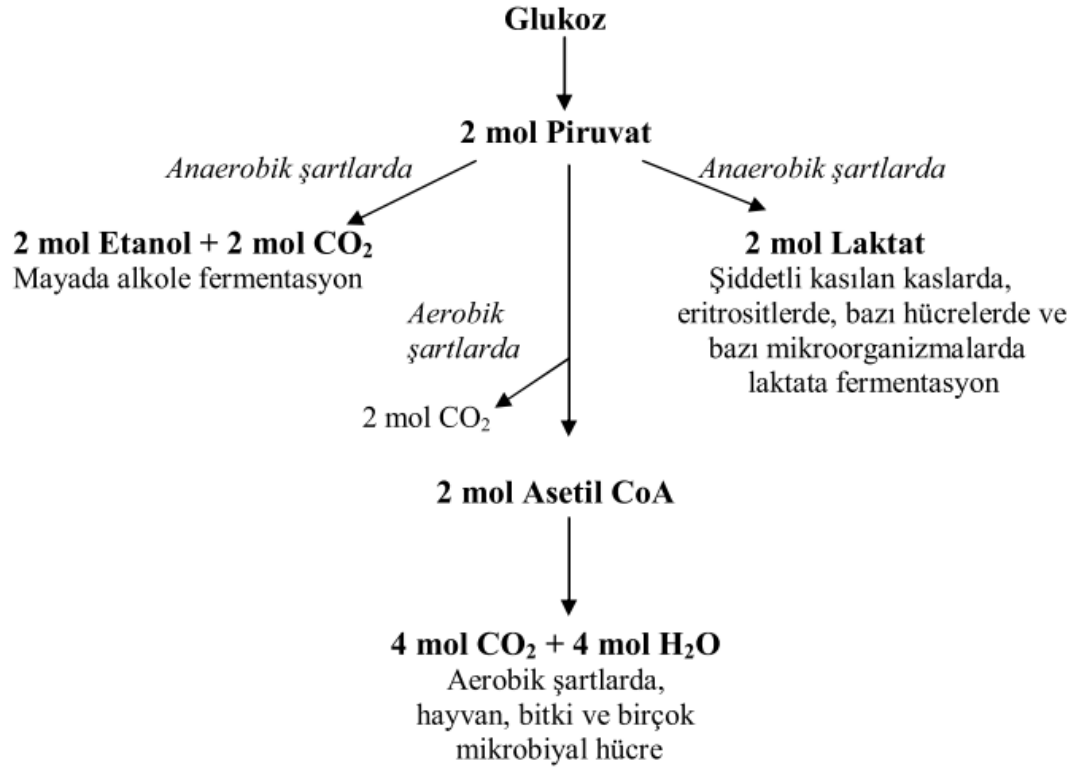 Glukoz
2 mol Piruvat
Anaerobik şartlarda
Anaerobik şartlarda
2 mol Etanol + 2 mol CO₂
Mayada alkole fermentasyon
2 mol Laktat
Şiddetli kasılan kaslarda,
eritrositlerde, bazı hücrelerde ve
bazı mikroorganizmalarda
laktata fermentasyon
Aerobik
şartlarda
2 mol CO₂
2 mol Asetil CoA
4 mol CO₂ + 4 mol H₂O
Aerobik şartlarda,
hayvan, bitki ve birçok
mikrobiyal hücre